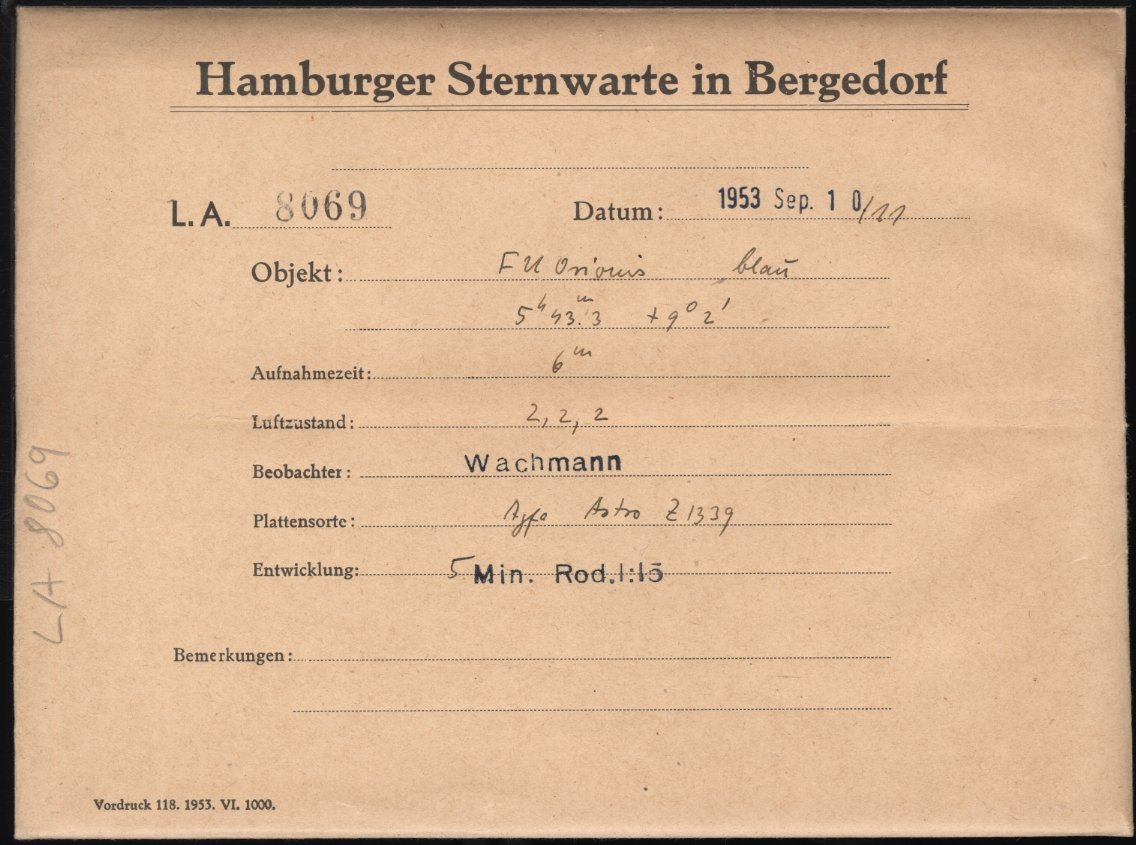 Hamburger Sternwarte in Bergedorf
L.A. 8069 Datum: 1953 Sep. 10/11
Objekt: FU Orionis blau
5ʰ43ᵐ.3 +9° 2'
Aufnahmezeit: 6ᵐ
Luftzustand: 2, 2, 2
Beobachter: Wachmann
Plattensorte: Agfa Astro Z1339
Entwicklung: 5 Min. Rod.1:15
Bemerkungen:
Vordruck 118. 1953. VI. 1000.
LA 8069